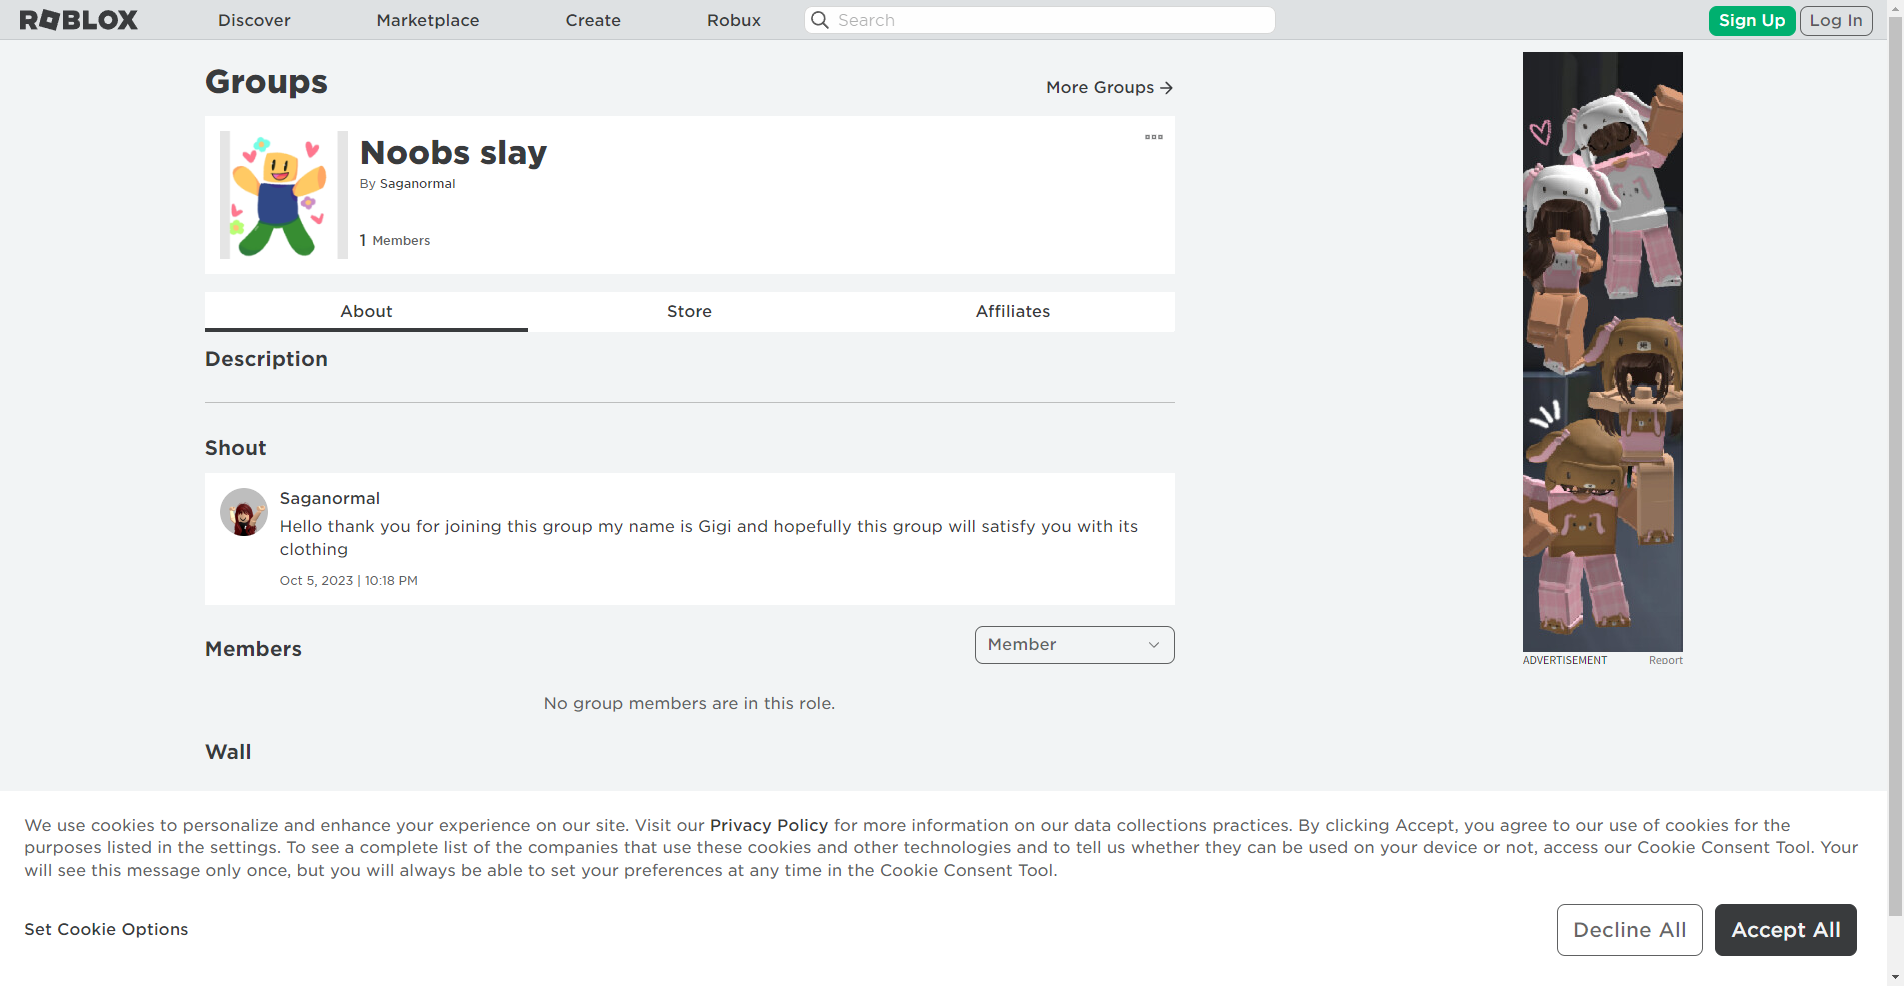 ROBLOX
Discover
Marketplace
Create
Robux
Search
Sign Up
Log In
Groups
More Groups
Noobs slay
By Saganormal
1 Members
About
Store
Affiliates
Description
Shout
Saganormal
Hello thank you for joining this group my name is Gigi and hopefully this group will satisfy you with its
clothing
Oct 5, 2023 | 10:18 PM
Members
Member
No group members are in this role.
Wall
ADVERTISEMENT
Report
We use cookies to personalize and enhance your experience on our site. Visit our Privacy Policy for more information on our data collections practices. By clicking Accept, you agree to our use of cookies for the
purposes listed in the settings. To see a complete list of the companies that use these cookies and other technologies and to tell us whether they can be used on your device or not, access our Cookie Consent Tool. Your
will see this message only once, but you will always be able to set your preferences at any time in the Cookie Consent Tool.
Set Cookie Options
Decline All
Accept All